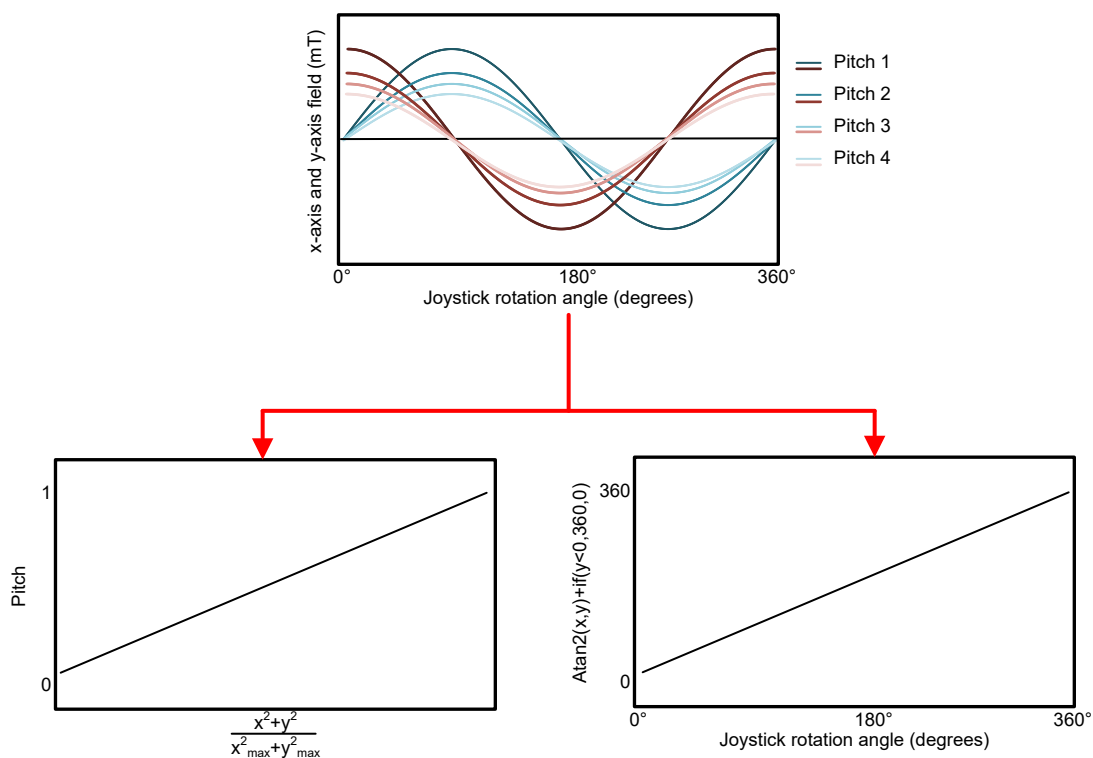 x-axis and y-axis field (mT)
Pitch 1
Pitch 2
Pitch 3
Pitch 4
0°
180°
360°
Joystick rotation angle (degrees)
1
Pitch
0
x²+y²
x²max+y²max
360
Atan2(x,y)+if(y<0,360,0)
0
0°
180°
360°
Joystick rotation angle (degrees)